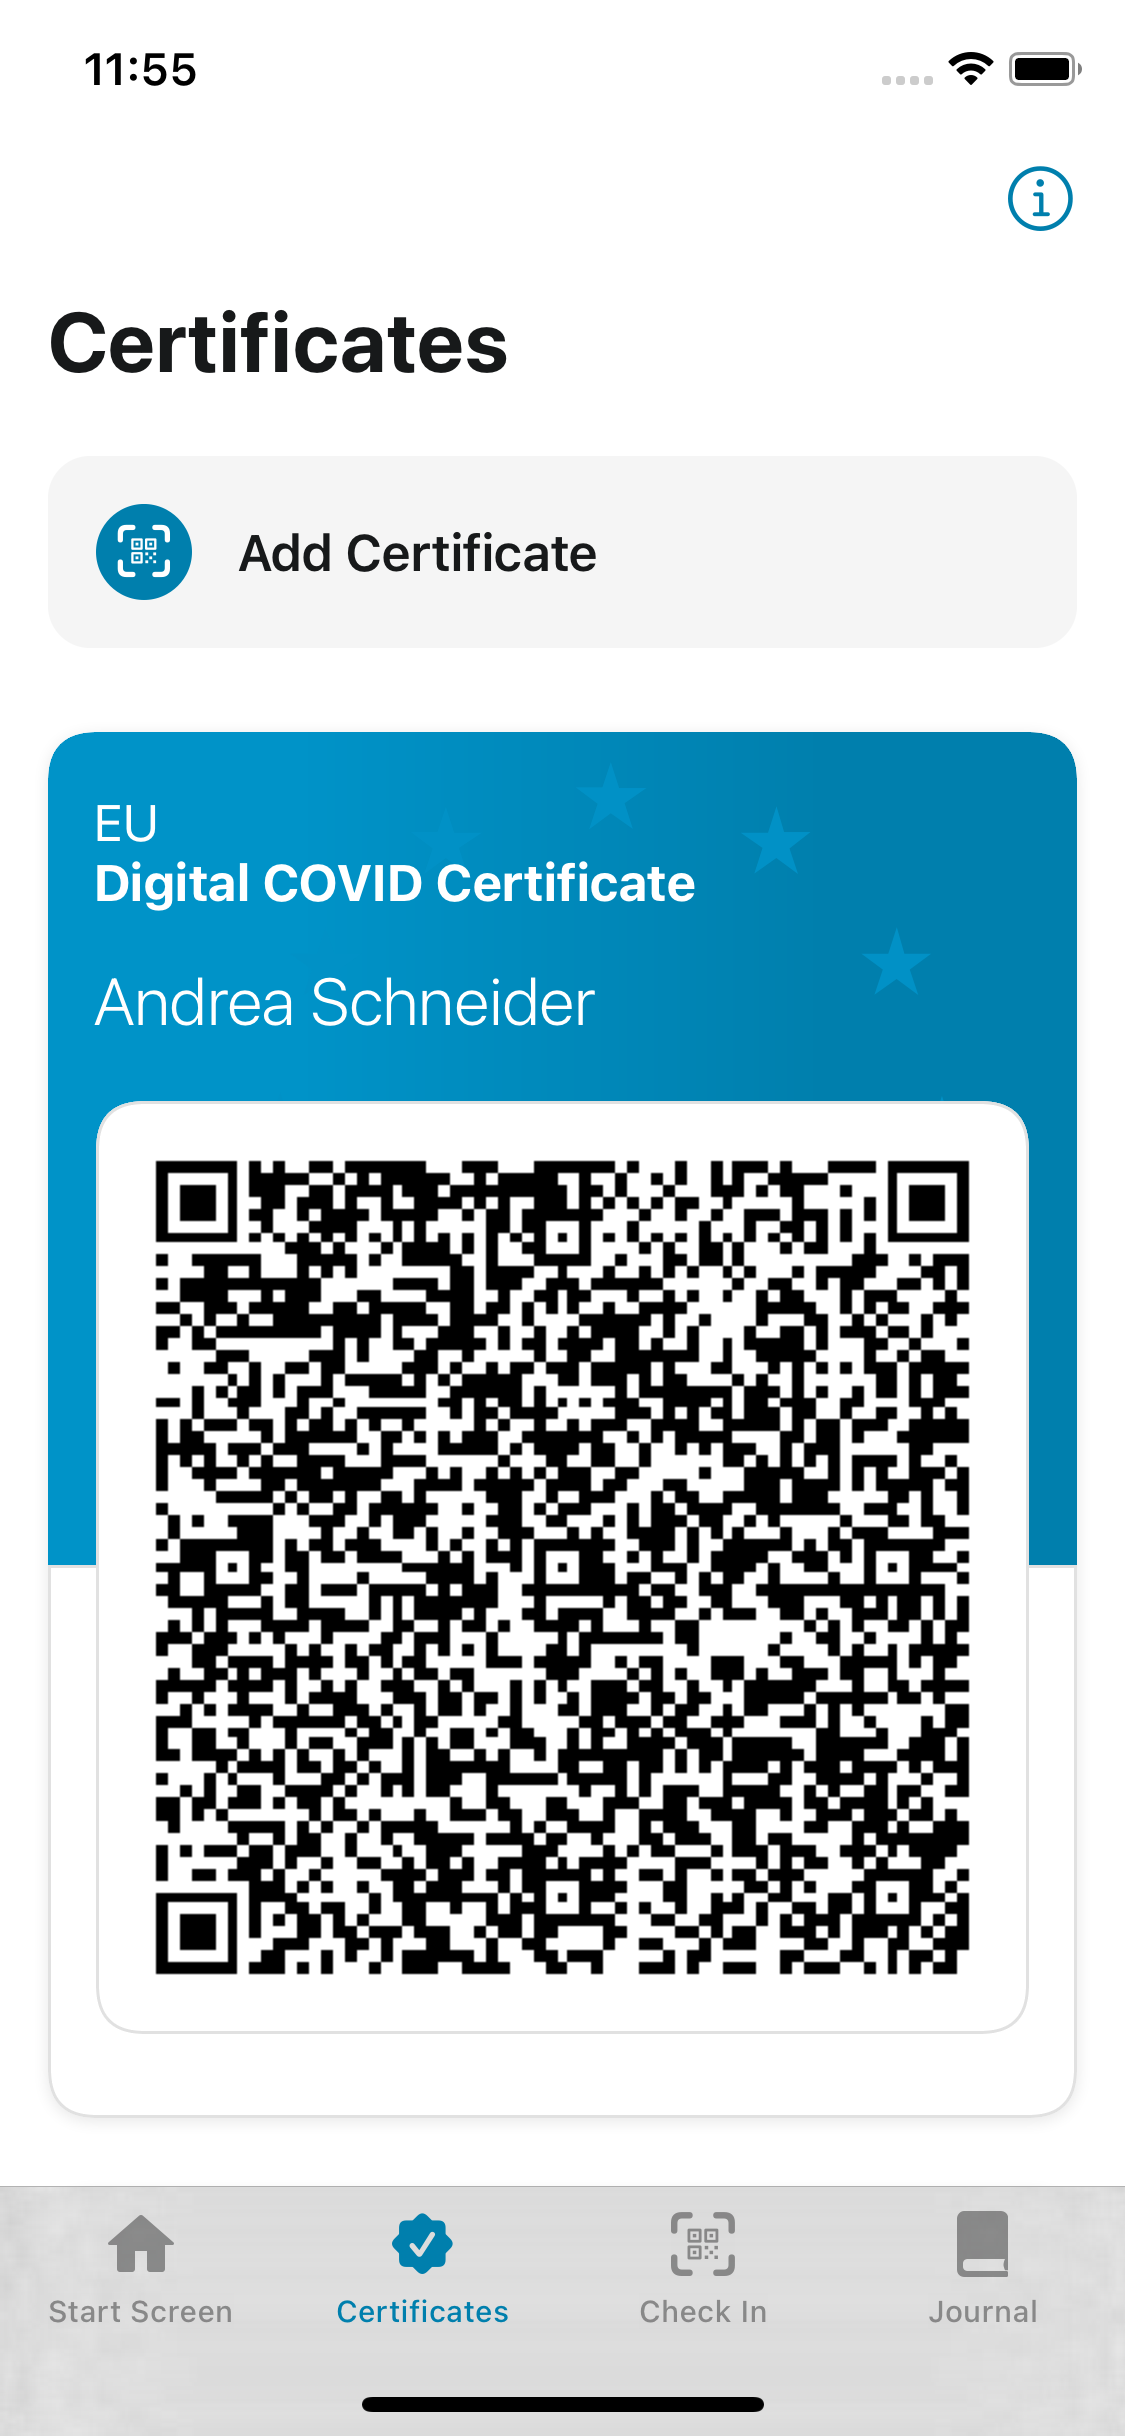 11:55
Certificates
Add Certificate
EU
Digital COVID Certificate
Andrea Schneider
Start Screen
Certificates
Check In
Journal